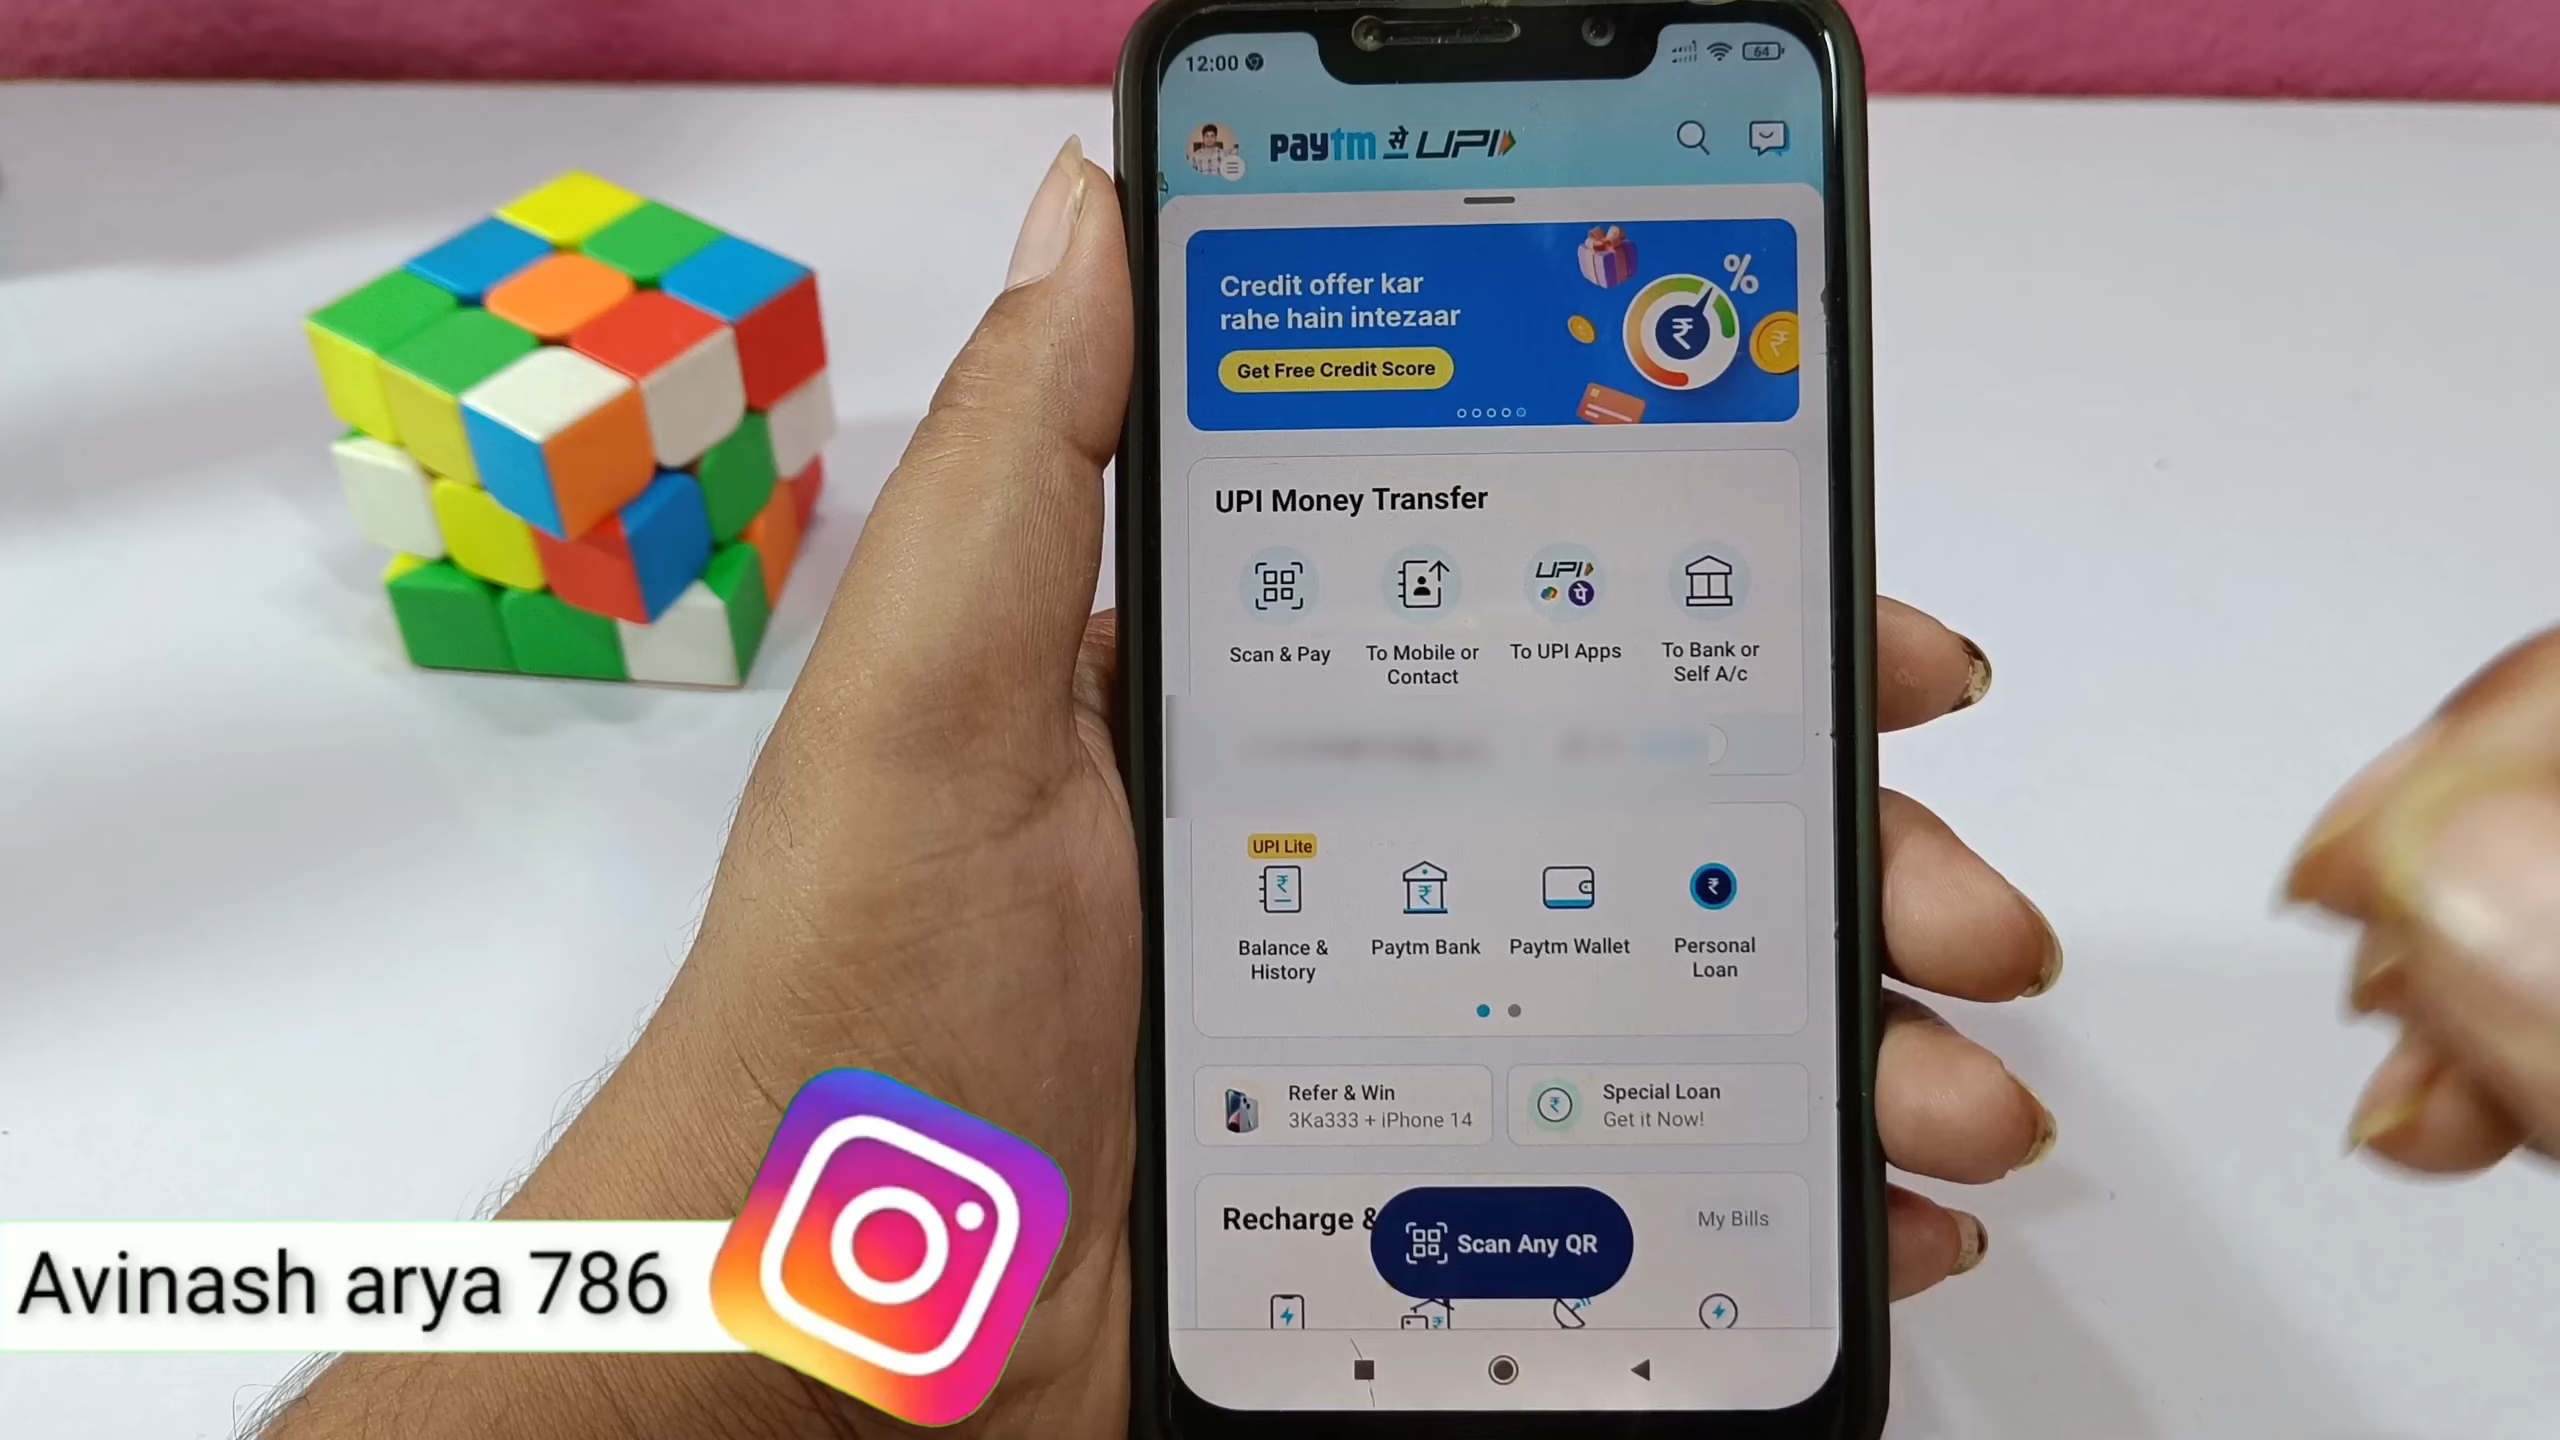 12:00
64
paytm से UPI
Credit offer kar
rahe hain intezaar
%
₹
₹
Get Free Credit Score
UPI Money Transfer
UPI
पे
Scan & Pay
To Mobile or
Contact
To UPI Apps
To Bank or
Self A/c
UPI Lite
₹
₹
₹
Balance &
History
Paytm Bank
Paytm Wallet
Personal
Loan
Refer & Win
3Ka333 + iPhone 14
₹
Special Loan
Get it Now!
Recharge &
My Bills
Scan Any QR
₹
Avinash arya 786